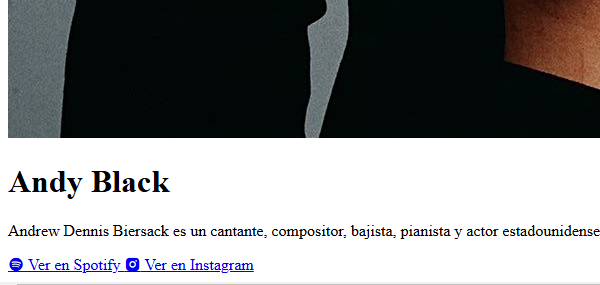 Andy Black
Andrew Dennis Biersack es un cantante, compositor, bajista, pianista y actor estadounidense
Ver en Spotify Ver en Instagram